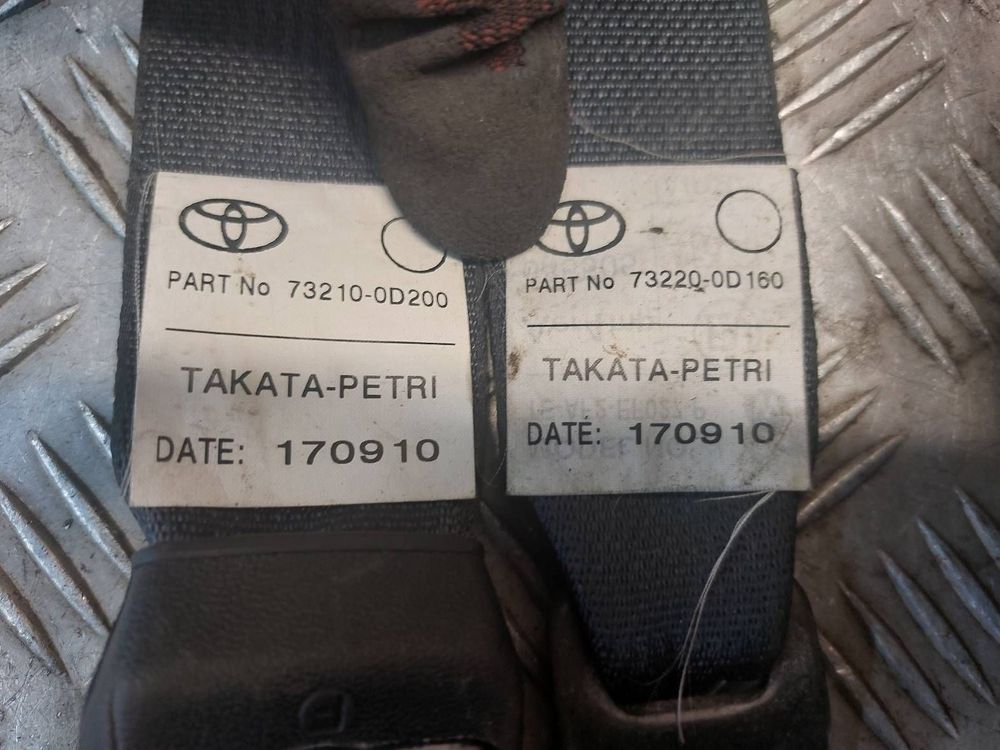 PART No 73210-0D200
TAKATA-PETRI
DATE: 170910
PART No 73220-0D160
TAKATA-PETRI
DATE: 170910